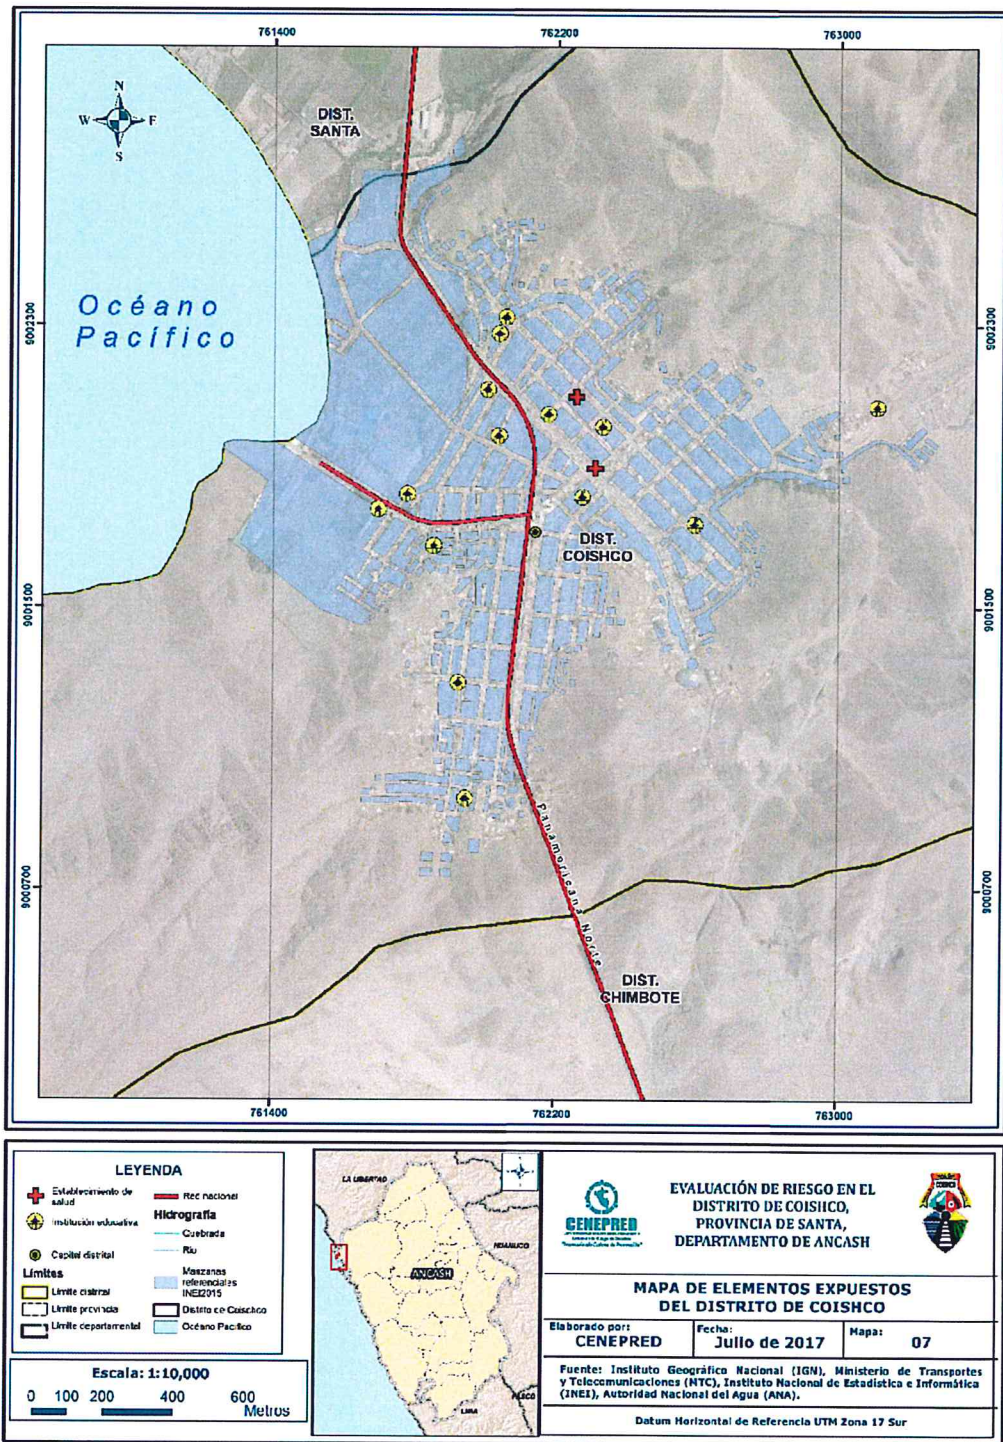 761400
762200
763000
N
W
E
S
DIST.
SANTA
Océano
Pacífico
9002300
9002300
DIST.
COISHCO
9001500
9001500
Panamericana Norte
9000700
9000700
DIST.
CHIMBOTE
761400
762200
763000
LEYENDA
Establecimiento de
salud
Institución educativa
Capital distrital
Límites
Límite distrital
Límite provincia
Límite departamental
Red nacional
Hidrografía
Quebrada
Río
Manzanas
referenciales
INEI2015
Distrito de Coischco
Océano Pacífico
Escala: 1:10,000
0 100 200 400 600
Metros
LA LIBERTAD
HUANUCO
ANCASH
PASCO
LIMA
CENEPRED
COISHCO
EVALUACIÓN DE RIESGO EN EL
DISTRITO DE COISHCO,
PROVINCIA DE SANTA,
DEPARTAMENTO DE ANCASH
MAPA DE ELEMENTOS EXPUESTOS
DEL DISTRITO DE COISHCO
Elaborado por:
CENEPRED
Fecha:
Julio de 2017
Mapa:
07
Fuente: Instituto Geográfico Nacional (IGN), Ministerio de Transportes
y Telecomunicaciones (MTC), Instituto Nacional de Estadística e Informática
(INEI), Autoridad Nacional del Agua (ANA).
Datum Horizontal de Referencia UTM Zona 17 Sur